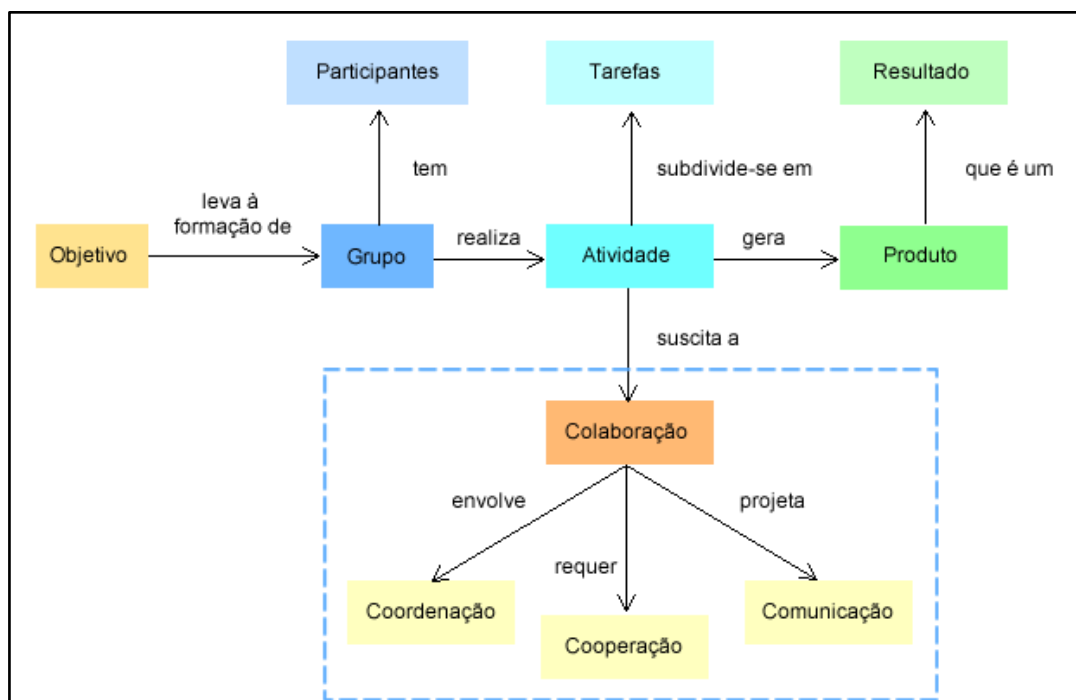 Participantes
Tarefas
Resultado
tem
subdivide-se em
que é um
leva à
formação de
Objetivo
Grupo
realiza
Atividade
gera
Produto
suscita a
Colaboração
envolve
projeta
requer
Coordenação
Cooperação
Comunicação